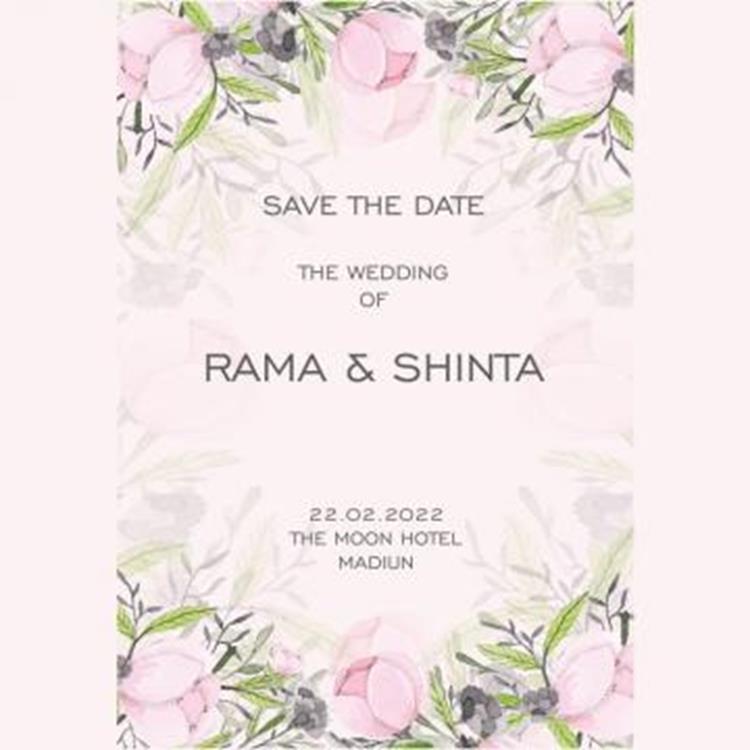 SAVE THE DATE
THE WEDDING
OF
RAMA & SHINTA
22.02.2022
THE MOON HOTEL
MADIUN